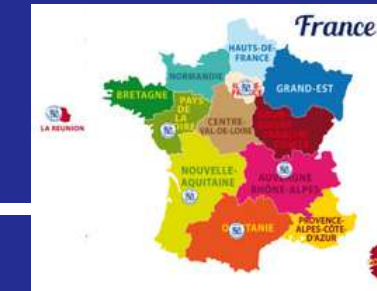 France
HAUTS-DE-
FRANCE
NORMANDIE
GRAND-EST
BRETAGNE
PAYS-
DE
LA
CENTRE-
VAL-DE-LOIRE
LA REUNION
NOUVELLE-
AQUITAINE
AUVERGNE
RHÔNE-ALPES
PROVENCE-
ALPES-CÔTE-
D'AZUR